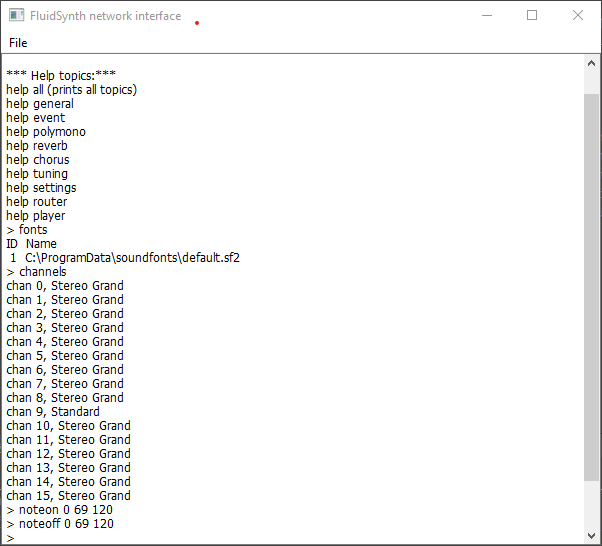 FluidSynth network interface
File
*** Help topics:***
help all (prints all topics)
help general
help event
help polymono
help reverb
help chorus
help tuning
help settings
help router
help player
> fonts
ID  Name
 1  C:\ProgramData\soundfonts\default.sf2
> channels
chan 0, Stereo Grand
chan 1, Stereo Grand
chan 2, Stereo Grand
chan 3, Stereo Grand
chan 4, Stereo Grand
chan 5, Stereo Grand
chan 6, Stereo Grand
chan 7, Stereo Grand
chan 8, Stereo Grand
chan 9, Standard
chan 10, Stereo Grand
chan 11, Stereo Grand
chan 12, Stereo Grand
chan 13, Stereo Grand
chan 14, Stereo Grand
chan 15, Stereo Grand
> noteon 0 69 120
> noteoff 0 69 120
>